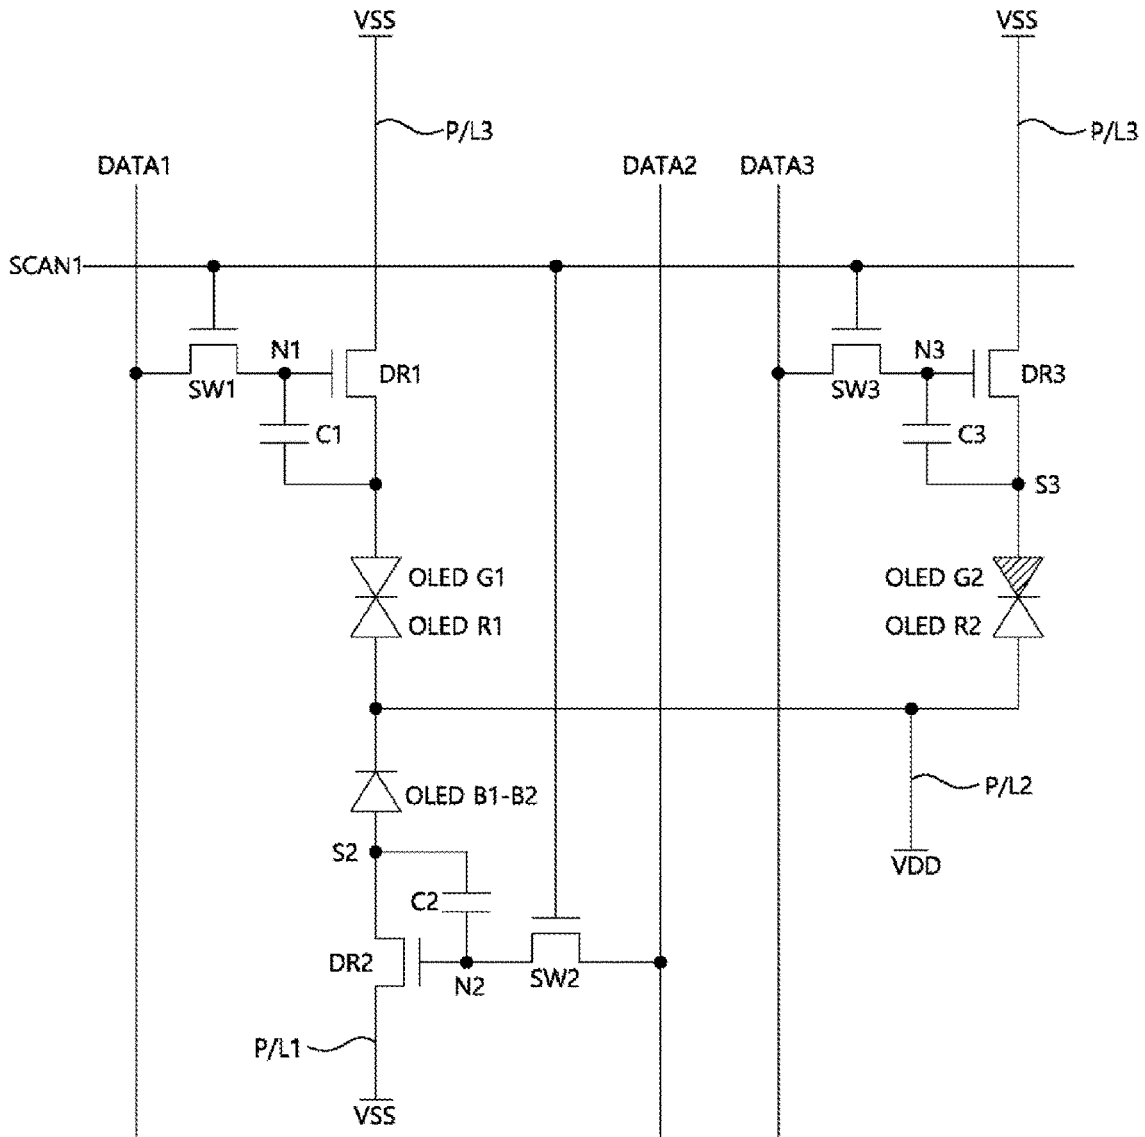 VSS
VSS
P/L3
P/L3
DATA1
DATA2
DATA3
SCAN1
N1
N3
DR1
DR3
SW1
SW3
C1
C3
S3
OLED G1
OLED G2
OLED R1
OLED R2
P/L2
OLED B1-B2
S2
VDD
C2
DR2
N2
SW2
P/L1
VSS